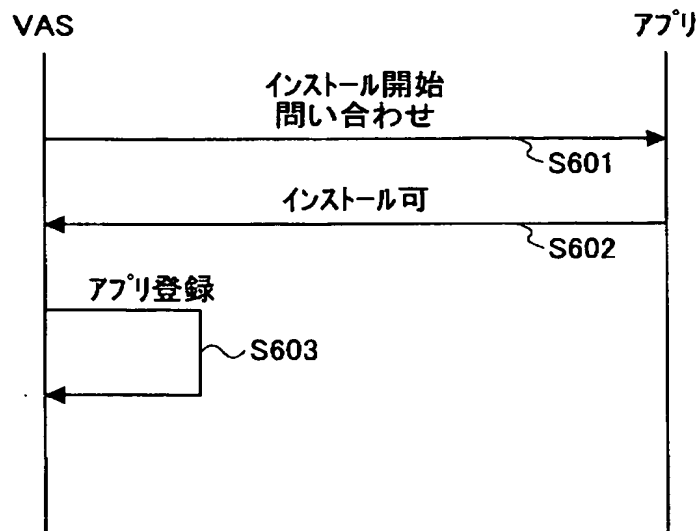 VAS
アプリ
インストール開始
問い合わせ
S601
インストール可
S602
アプリ登録
S603